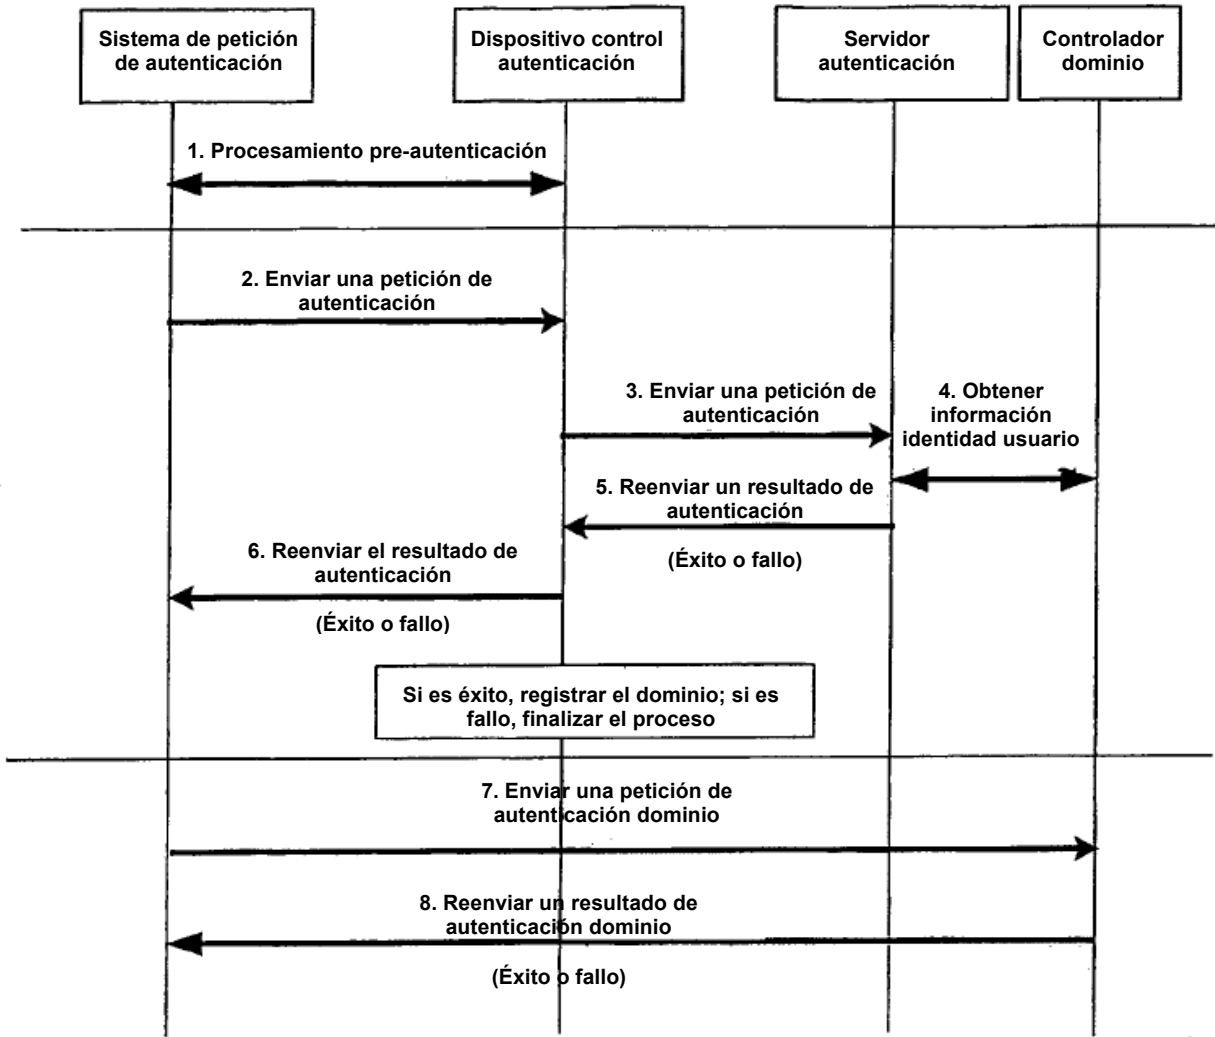 Sistema de petición
de autenticación
Dispositivo control
autenticación
Servidor
autenticación
Controlador
dominio
1. Procesamiento pre-autenticación
2. Enviar una petición de
autenticación
3. Enviar una petición de
autenticación
4. Obtener
información
identidad usuario
5. Reenviar un resultado de
autenticación
(Éxito o fallo)
6. Reenviar el resultado de
autenticación
(Éxito o fallo)
Si es éxito, registrar el dominio; si es
fallo, finalizar el proceso
7. Enviar una petición de
autenticación dominio
8. Reenviar un resultado de
autenticación dominio
(Éxito o fallo)